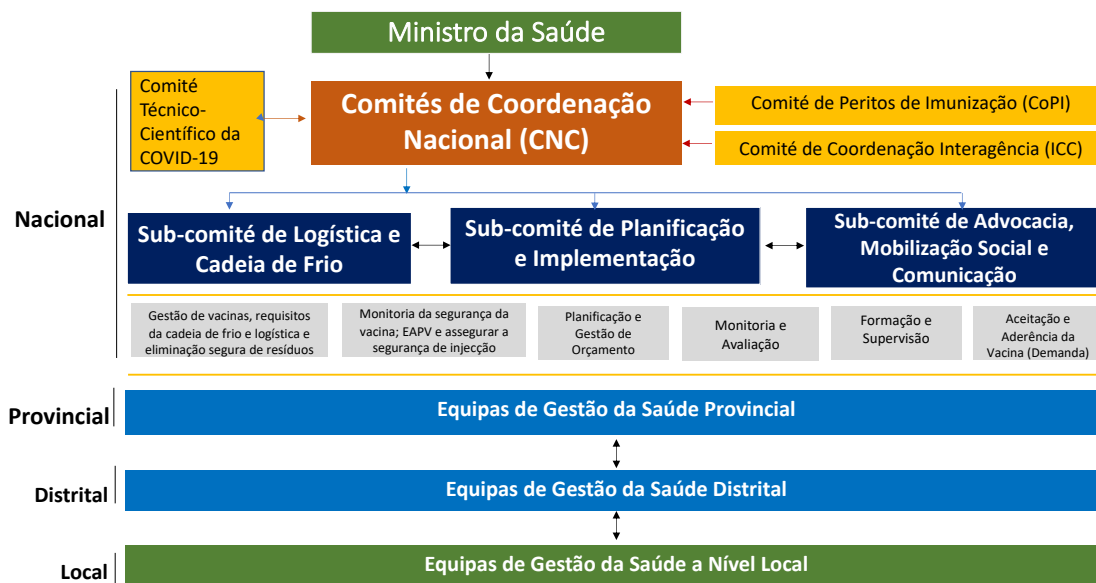 Ministro da Saúde
Comité
Técnico-
Científico da
COVID-19
Comités de Coordenação
Nacional (CNC)
Comité de Peritos de Imunização (CoPI)
Comité de Coordenação Interagência (ICC)
Nacional
Sub-comité de Logística e
Cadeia de Frio
Sub-comité de Planificação
e Implementação
Sub-comité de Advocacia,
Mobilização Social e
Comunicação
Gestão de vacinas, requisitos
da cadeia de frio e logística e
eliminação segura de resíduos
Monitoria da segurança da
vacina; EAPV e assegurar a
segurança de injecção
Planificação e
Gestão de
Orçamento
Monitoria e
Avaliação
Formação e
Supervisão
Aceitação e
Aderência da
Vacina (Demanda)
Provincial
Equipas de Gestão da Saúde Provincial
Distrital
Equipas de Gestão da Saúde Distrital
Local
Equipas de Gestão da Saúde a Nível Local